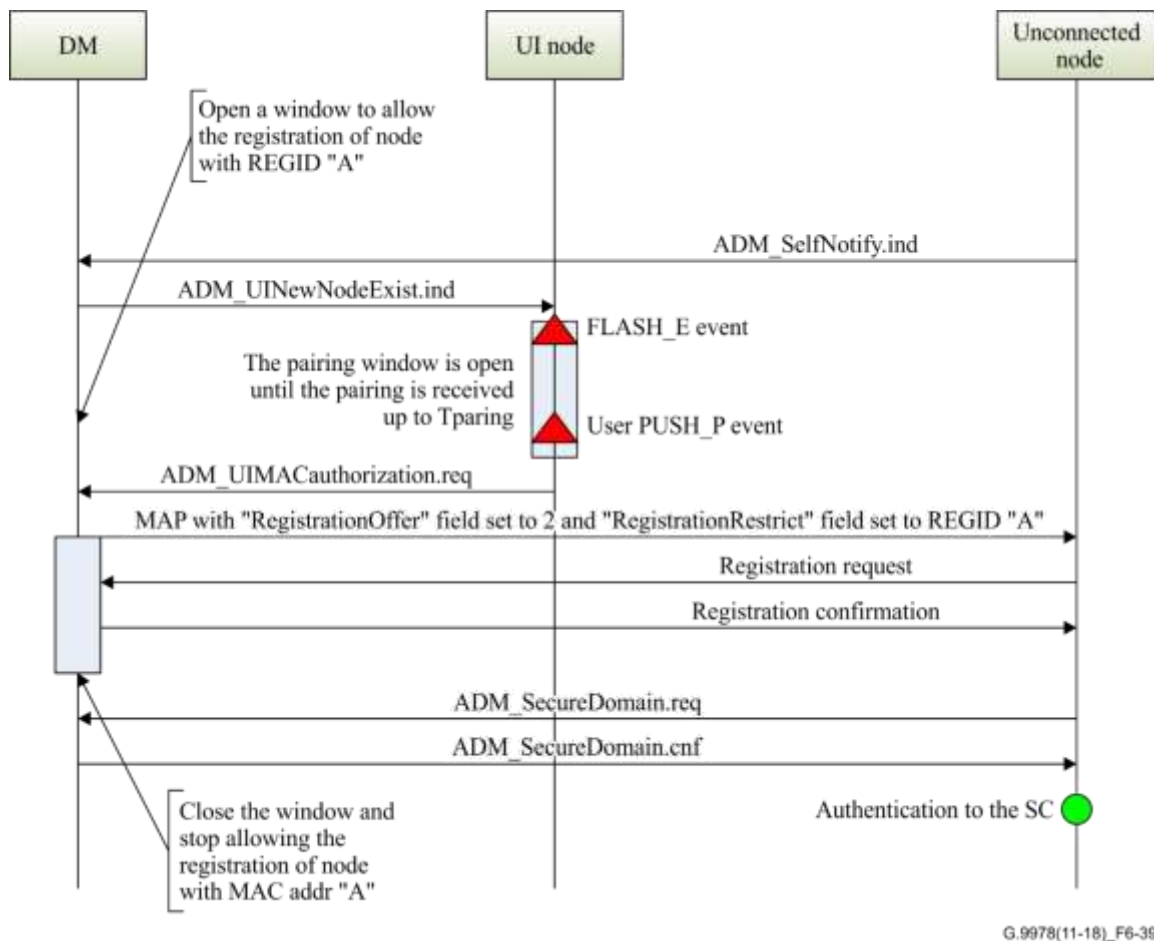 DM
UI node
Unconnected
node
Open a window to allow
the registration of node
with REGID "A"
ADM_SelfNotify.ind
ADM_UINewNodeExist.ind
FLASH_E event
The pairing window is open
until the pairing is received
up to Tparing
User PUSH_P event
ADM_UIMACauthorization.req
MAP with "RegistrationOffer" field set to 2 and "RegistrationRestrict" field set to REGID "A"
Registration request
Registration confirmation
ADM_SecureDomain.req
ADM_SecureDomain.cnf
Authentication to the SC
Close the window and
stop allowing the
registration of node
with MAC addr "A"
G.9978(11-18)_F6-39